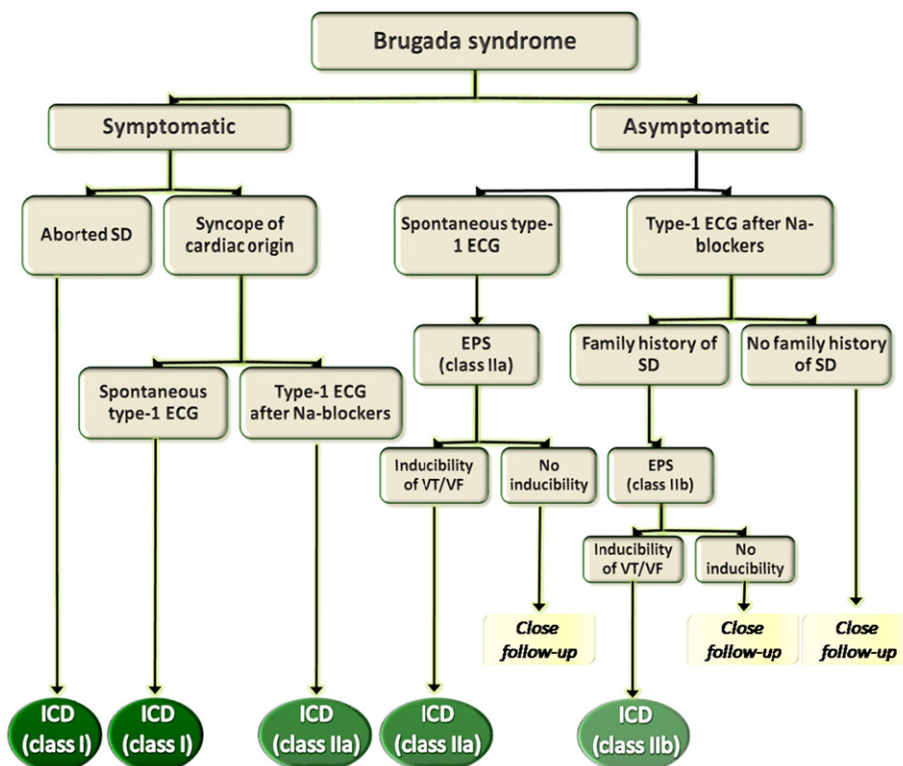 Brugada syndrome
Symptomatic
Asymptomatic
Aborted SD
Syncope of
cardiac origin
Spontaneous type-
1 ECG
Type-1 ECG after Na-
blockers
EPS
(class IIa)
Family history of
SD
No family history
of SD
Spontaneous
type-1 ECG
Type-1 ECG
after Na-blockers
Inducibility
of VT/VF
No
inducibility
EPS
(class IIb)
Inducibility
of VT/VF
No
inducibility
Close
follow-up
Close
follow-up
Close
follow-up
ICD
(class I)
ICD
(class I)
ICD
(class IIa)
ICD
(class IIa)
ICD
(class IIb)